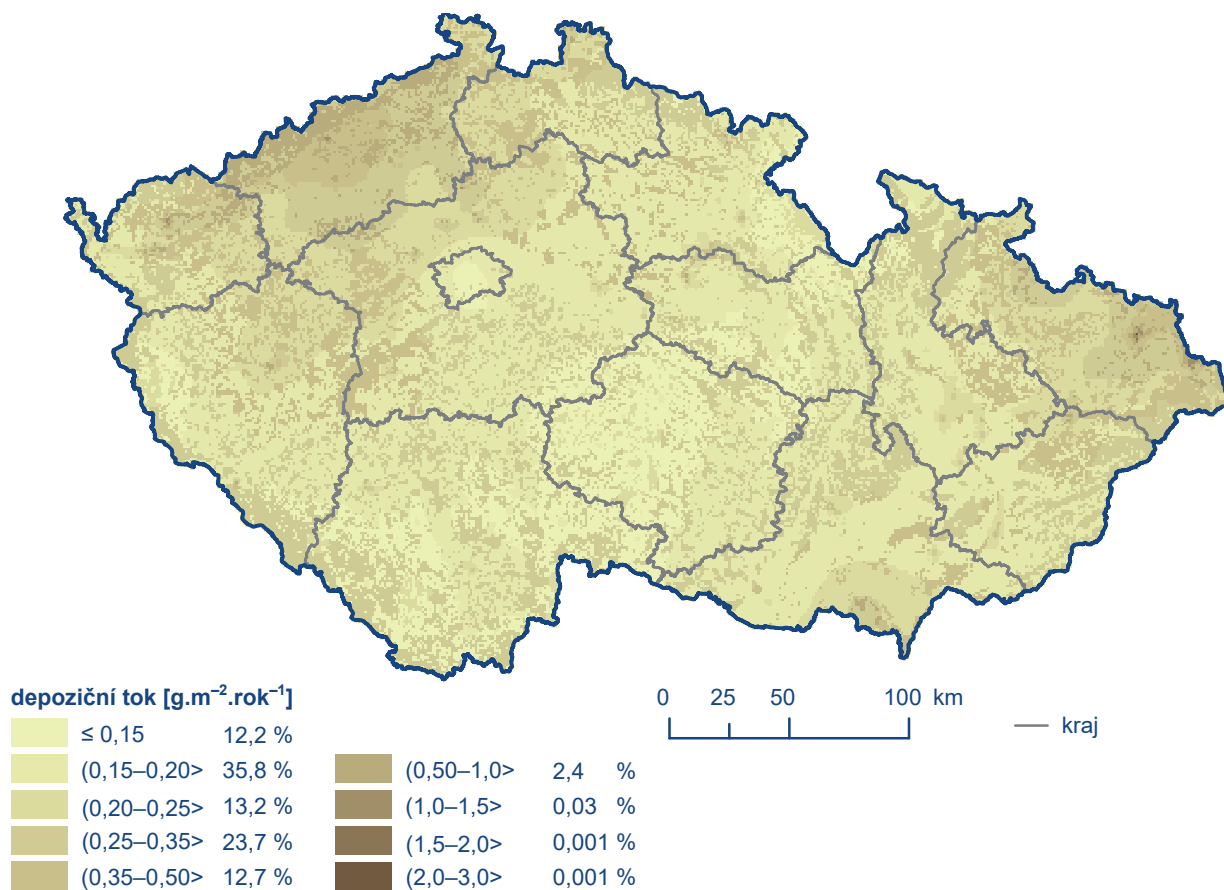 depoziční tok [g.m⁻².rok⁻¹]
≤ 0,15 12,2 %
(0,15–0,20> 35,8 %
(0,20–0,25> 13,2 %
(0,25–0,35> 23,7 %
(0,35–0,50> 12,7 %
(0,50–1,0> 2,4 %
(1,0–1,5> 0,03 %
(1,5–2,0> 0,001 %
(2,0–3,0> 0,001 %
0 25 50 100 km
kraj